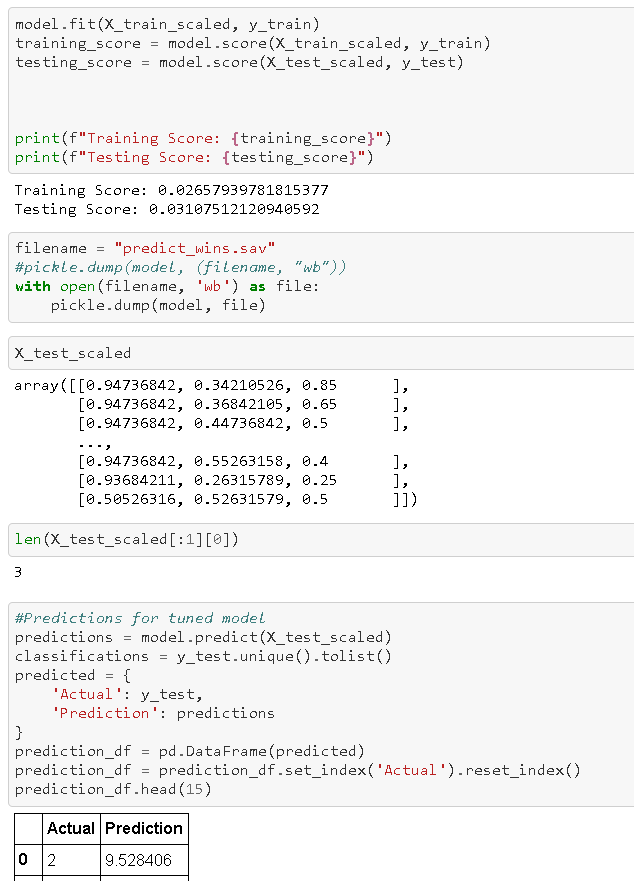 model.fit(X_train_scaled, y_train)
training_score = model.score(X_train_scaled, y_train)
testing_score = model.score(X_test_scaled, y_test)
print(f"Training Score: {training_score}")
print(f"Testing Score: {testing_score}")
Training Score: 0.02657939781815377
Testing Score: 0.03107512120940592
filename = "predict_wins.sav"
#pickle.dump(model, (filename, "wb"))
with open(filename, 'wb') as file:
    pickle.dump(model, file)
X_test_scaled
array([[0.94736842, 0.34210526, 0.85      ],
       [0.94736842, 0.36842105, 0.65      ],
       [0.94736842, 0.44736842, 0.5       ],
       ...,
       [0.94736842, 0.55263158, 0.4       ],
       [0.93684211, 0.26315789, 0.25      ],
       [0.50526316, 0.52631579, 0.5       ]])
len(X_test_scaled[:1][0])
3
#Predictions for tuned model
predictions = model.predict(X_test_scaled)
classifications = y_test.unique().tolist()
predicted = {
    'Actual': y_test,
    'Prediction': predictions
}
prediction_df = pd.DataFrame(predicted)
prediction_df = prediction_df.set_index('Actual').reset_index()
prediction_df.head(15)
Actual Prediction
0 2 9.528406